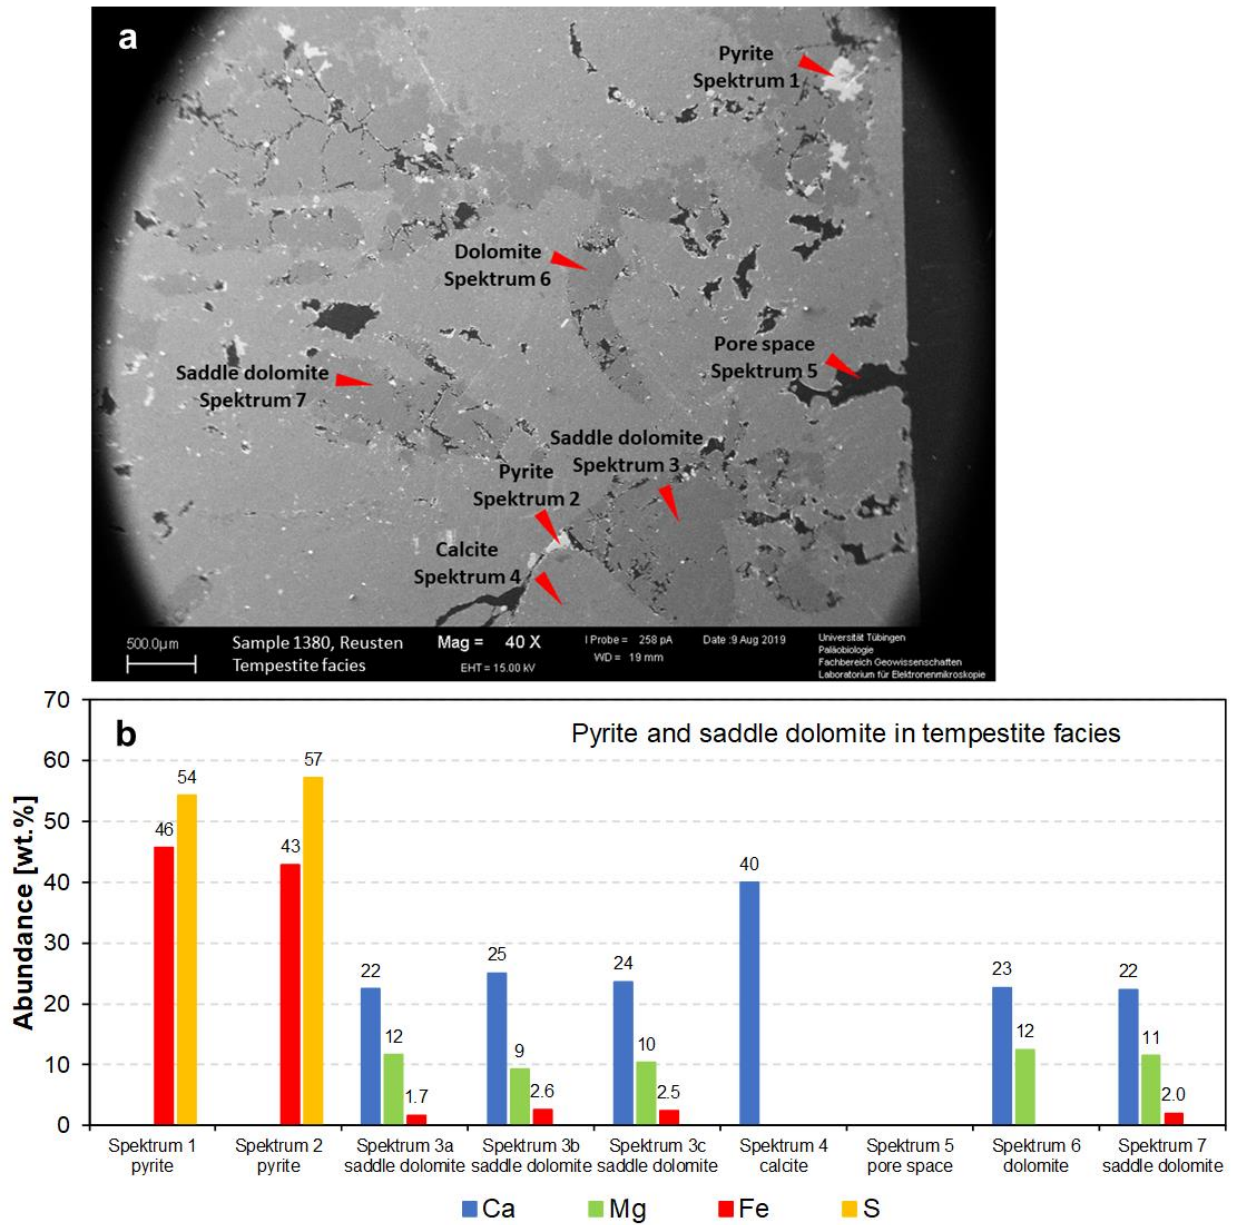 a
Pyrite
Spektrum 1
Dolomite
Spektrum 6
Pore space
Spektrum 5
Saddle dolomite
Spektrum 7
Saddle dolomite
Spektrum 3
Pyrite
Spektrum 2
Calcite
Spektrum 4
500.0µm
Sample 1380, Reusten
Tempestite facies
Mag = 40 X
EHT = 15.00 kV
I Probe = 258 pA
WD = 19 mm
Date :9 Aug 2019
Universität Tübingen
Paläobiologie
Fachbereich Geowissenschaften
Laboratorium für Elektronenmikroskopie
b
Pyrite and saddle dolomite in tempestite facies
Abundance [wt.%]
70
60
50
40
30
20
10
0
46
54
43
57
22
12
1.7
25
9
2.6
24
10
2.5
40
23
12
22
11
2.0
Spektrum 1
pyrite
Spektrum 2
pyrite
Spektrum 3a
saddle dolomite
Spektrum 3b
saddle dolomite
Spektrum 3c
saddle dolomite
Spektrum 4
calcite
Spektrum 5
pore space
Spektrum 6
dolomite
Spektrum 7
saddle dolomite
Ca
Mg
Fe
S